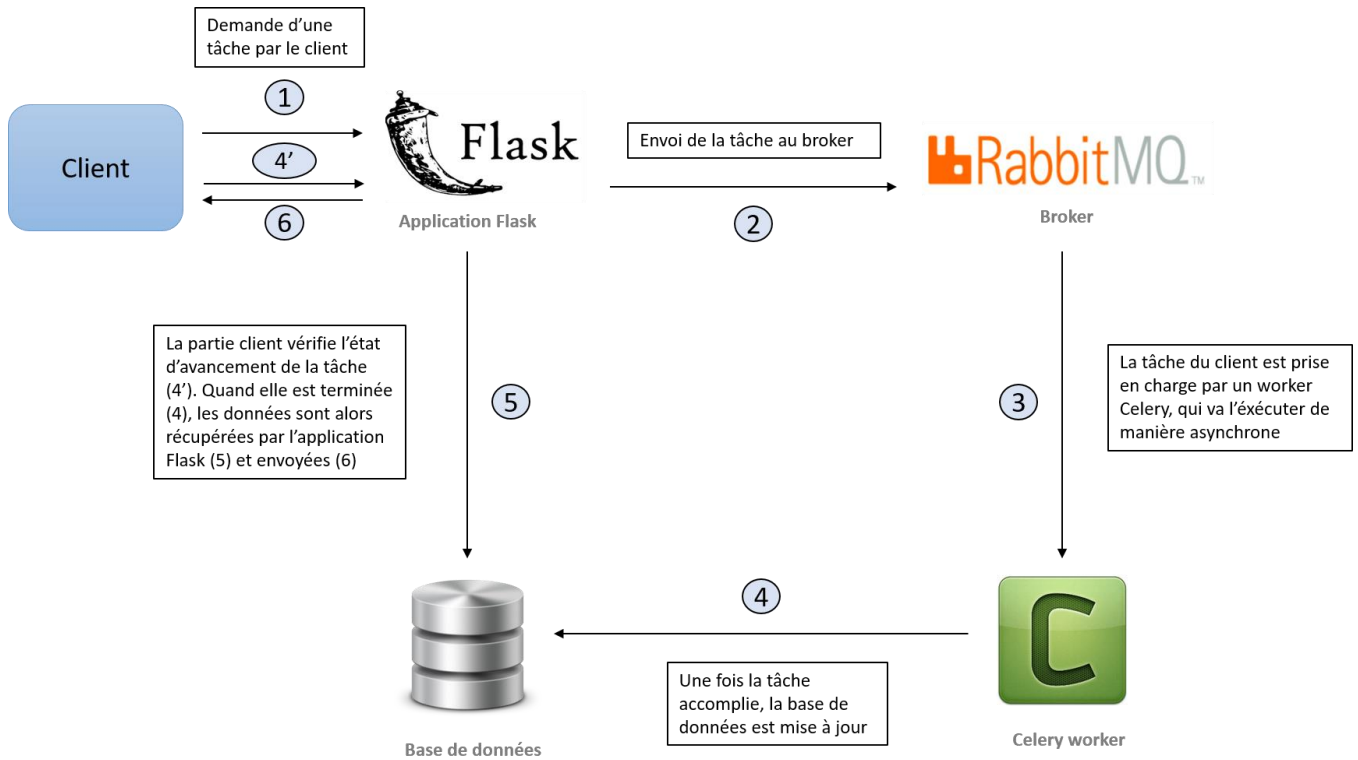 Demande d'une
tâche par le client
1
Client
4’
6
Flask
Application Flask
Envoi de la tâche au broker
2
RabbitMQ™
Broker
La partie client vérifie l’état
d’avancement de la tâche
(4’). Quand elle est terminée
(4), les données sont alors
récupérées par l’application
Flask (5) et envoyées (6)
5
3
La tâche du client est prise
en charge par un worker
Celery, qui va l’éxécuter de
manière asynchrone
4
Une fois la tâche
accomplie, la base de
données est mise à jour
Base de données
C
Celery worker